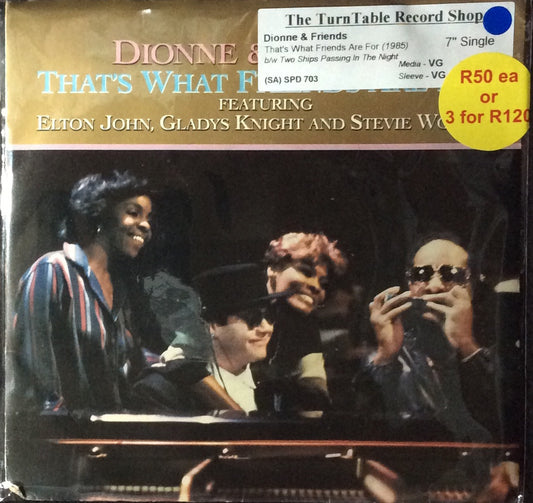 The TurnTable Record Shop
Dionne & Friends
That's What Friends Are For (1985)
7" Single
b/w Two Ships Passing In The Night
Media - VG
(SA) SPD 703
Sleeve - VG
R50 ea
or
3 for R120
DIONNE &
THAT'S WHAT
FEATURING
ELTON JOHN, GLADYS KNIGHT AND STEVIE